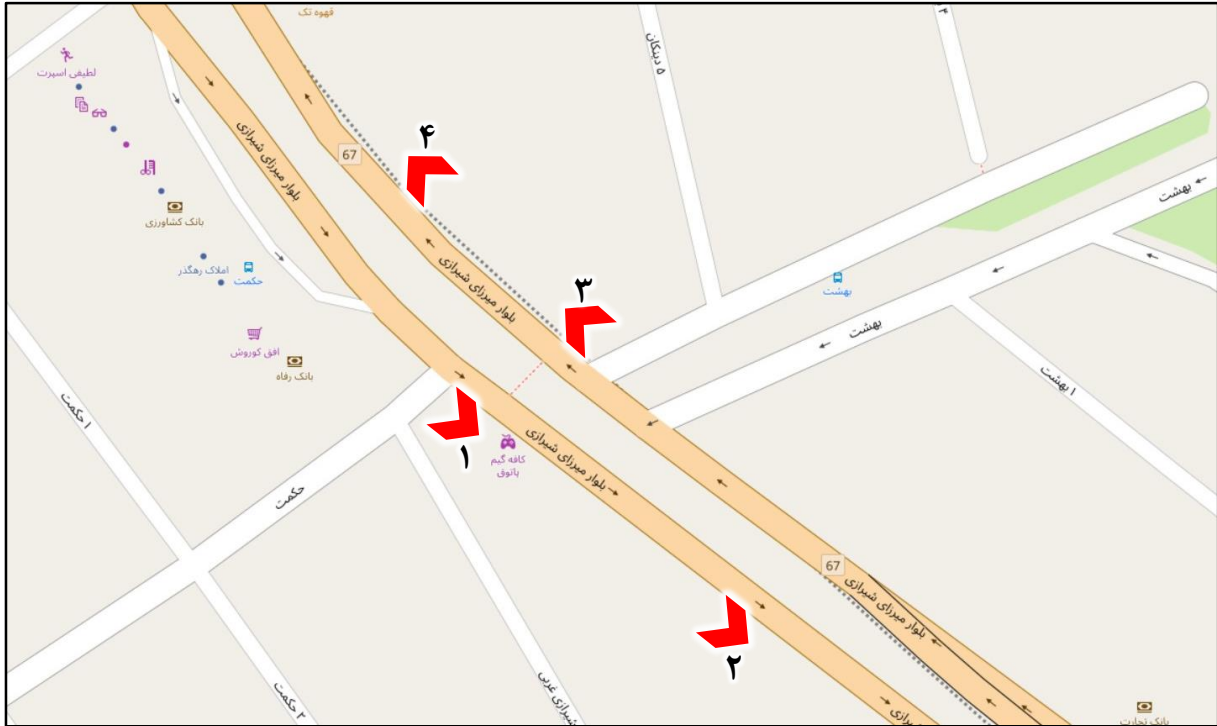 قهوه تک
لطیفی اسپرت
۵ دینکان
۴
67
بلوار میرزای شیرازی
بهشت
بانک کشاورزی
املاک رهگذر
حکمت
بلوار میرزای شیرازی
۳
بهشت
بهشت
افق کوروش
بانک رفاه
۱ بهشت
۱ حکمت
کافه گیم
پاتوق
بلوار میرزای شیرازی
۱
حکمت
67
بلوار میرزای شیرازی
۲
۲ حکمت
شیرازی غربی
بانک تجارت